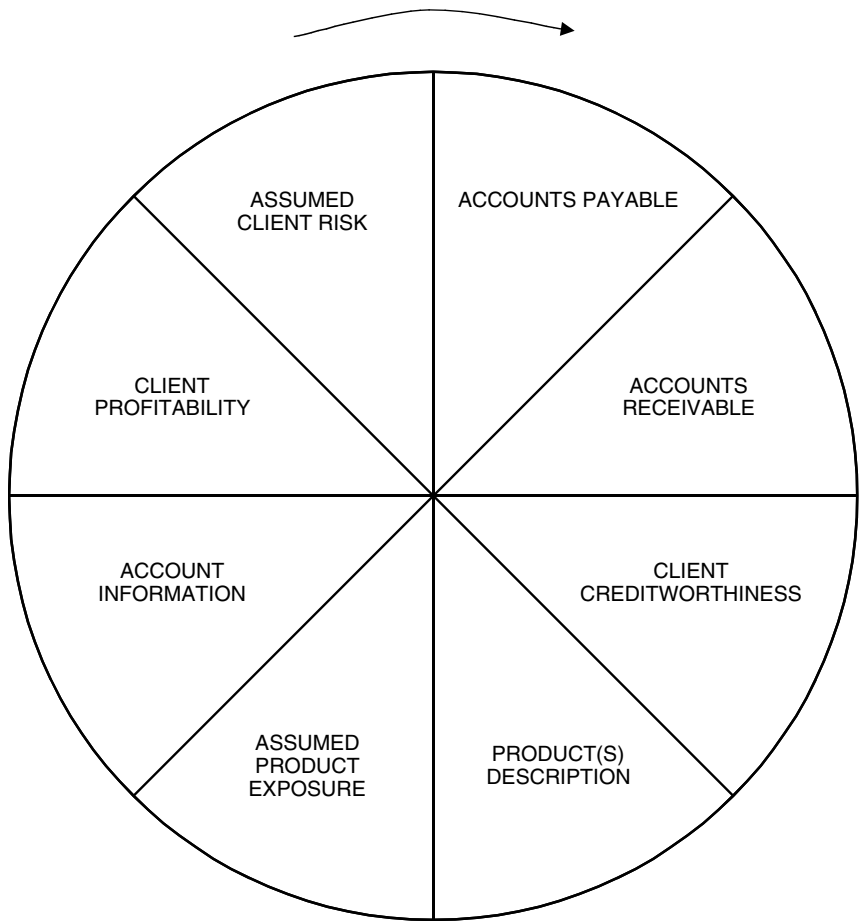 ASSUMED
CLIENT RISK
ACCOUNTS PAYABLE
CLIENT
PROFITABILITY
ACCOUNTS
RECEIVABLE
ACCOUNT
INFORMATION
CLIENT
CREDITWORTHINESS
ASSUMED
PRODUCT
EXPOSURE
PRODUCT(S)
DESCRIPTION